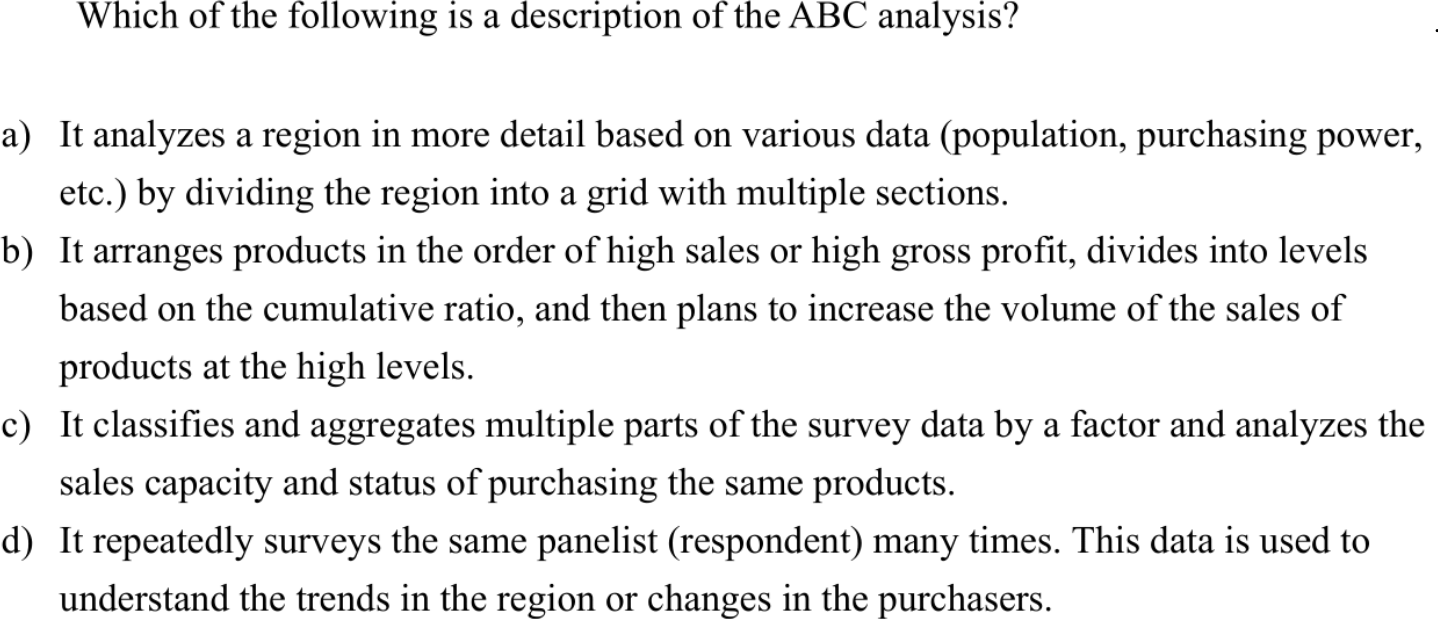 Which of the following is a description of the ABC analysis?
a) It analyzes a region in more detail based on various data (population, purchasing power,
etc.) by dividing the region into a grid with multiple sections.
b) It arranges products in the order of high sales or high gross profit, divides into levels
based on the cumulative ratio, and then plans to increase the volume of the sales of
products at the high levels.
c) It classifies and aggregates multiple parts of the survey data by a factor and analyzes the
sales capacity and status of purchasing the same products.
d) It repeatedly surveys the same panelist (respondent) many times. This data is used to
understand the trends in the region or changes in the purchasers.